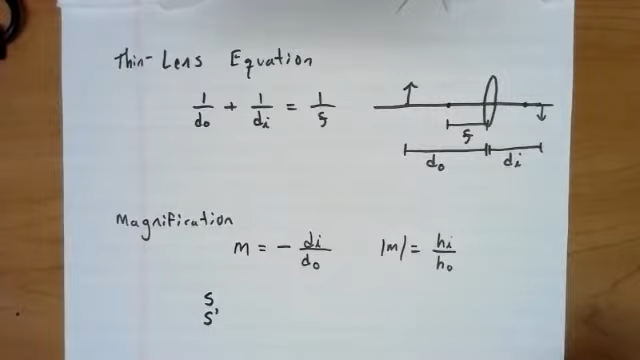 Thin-Lens Equation
1/do + 1/di = 1/f
f
do di
Magnification
M = - di/do |m| = hi/ho
S
S'